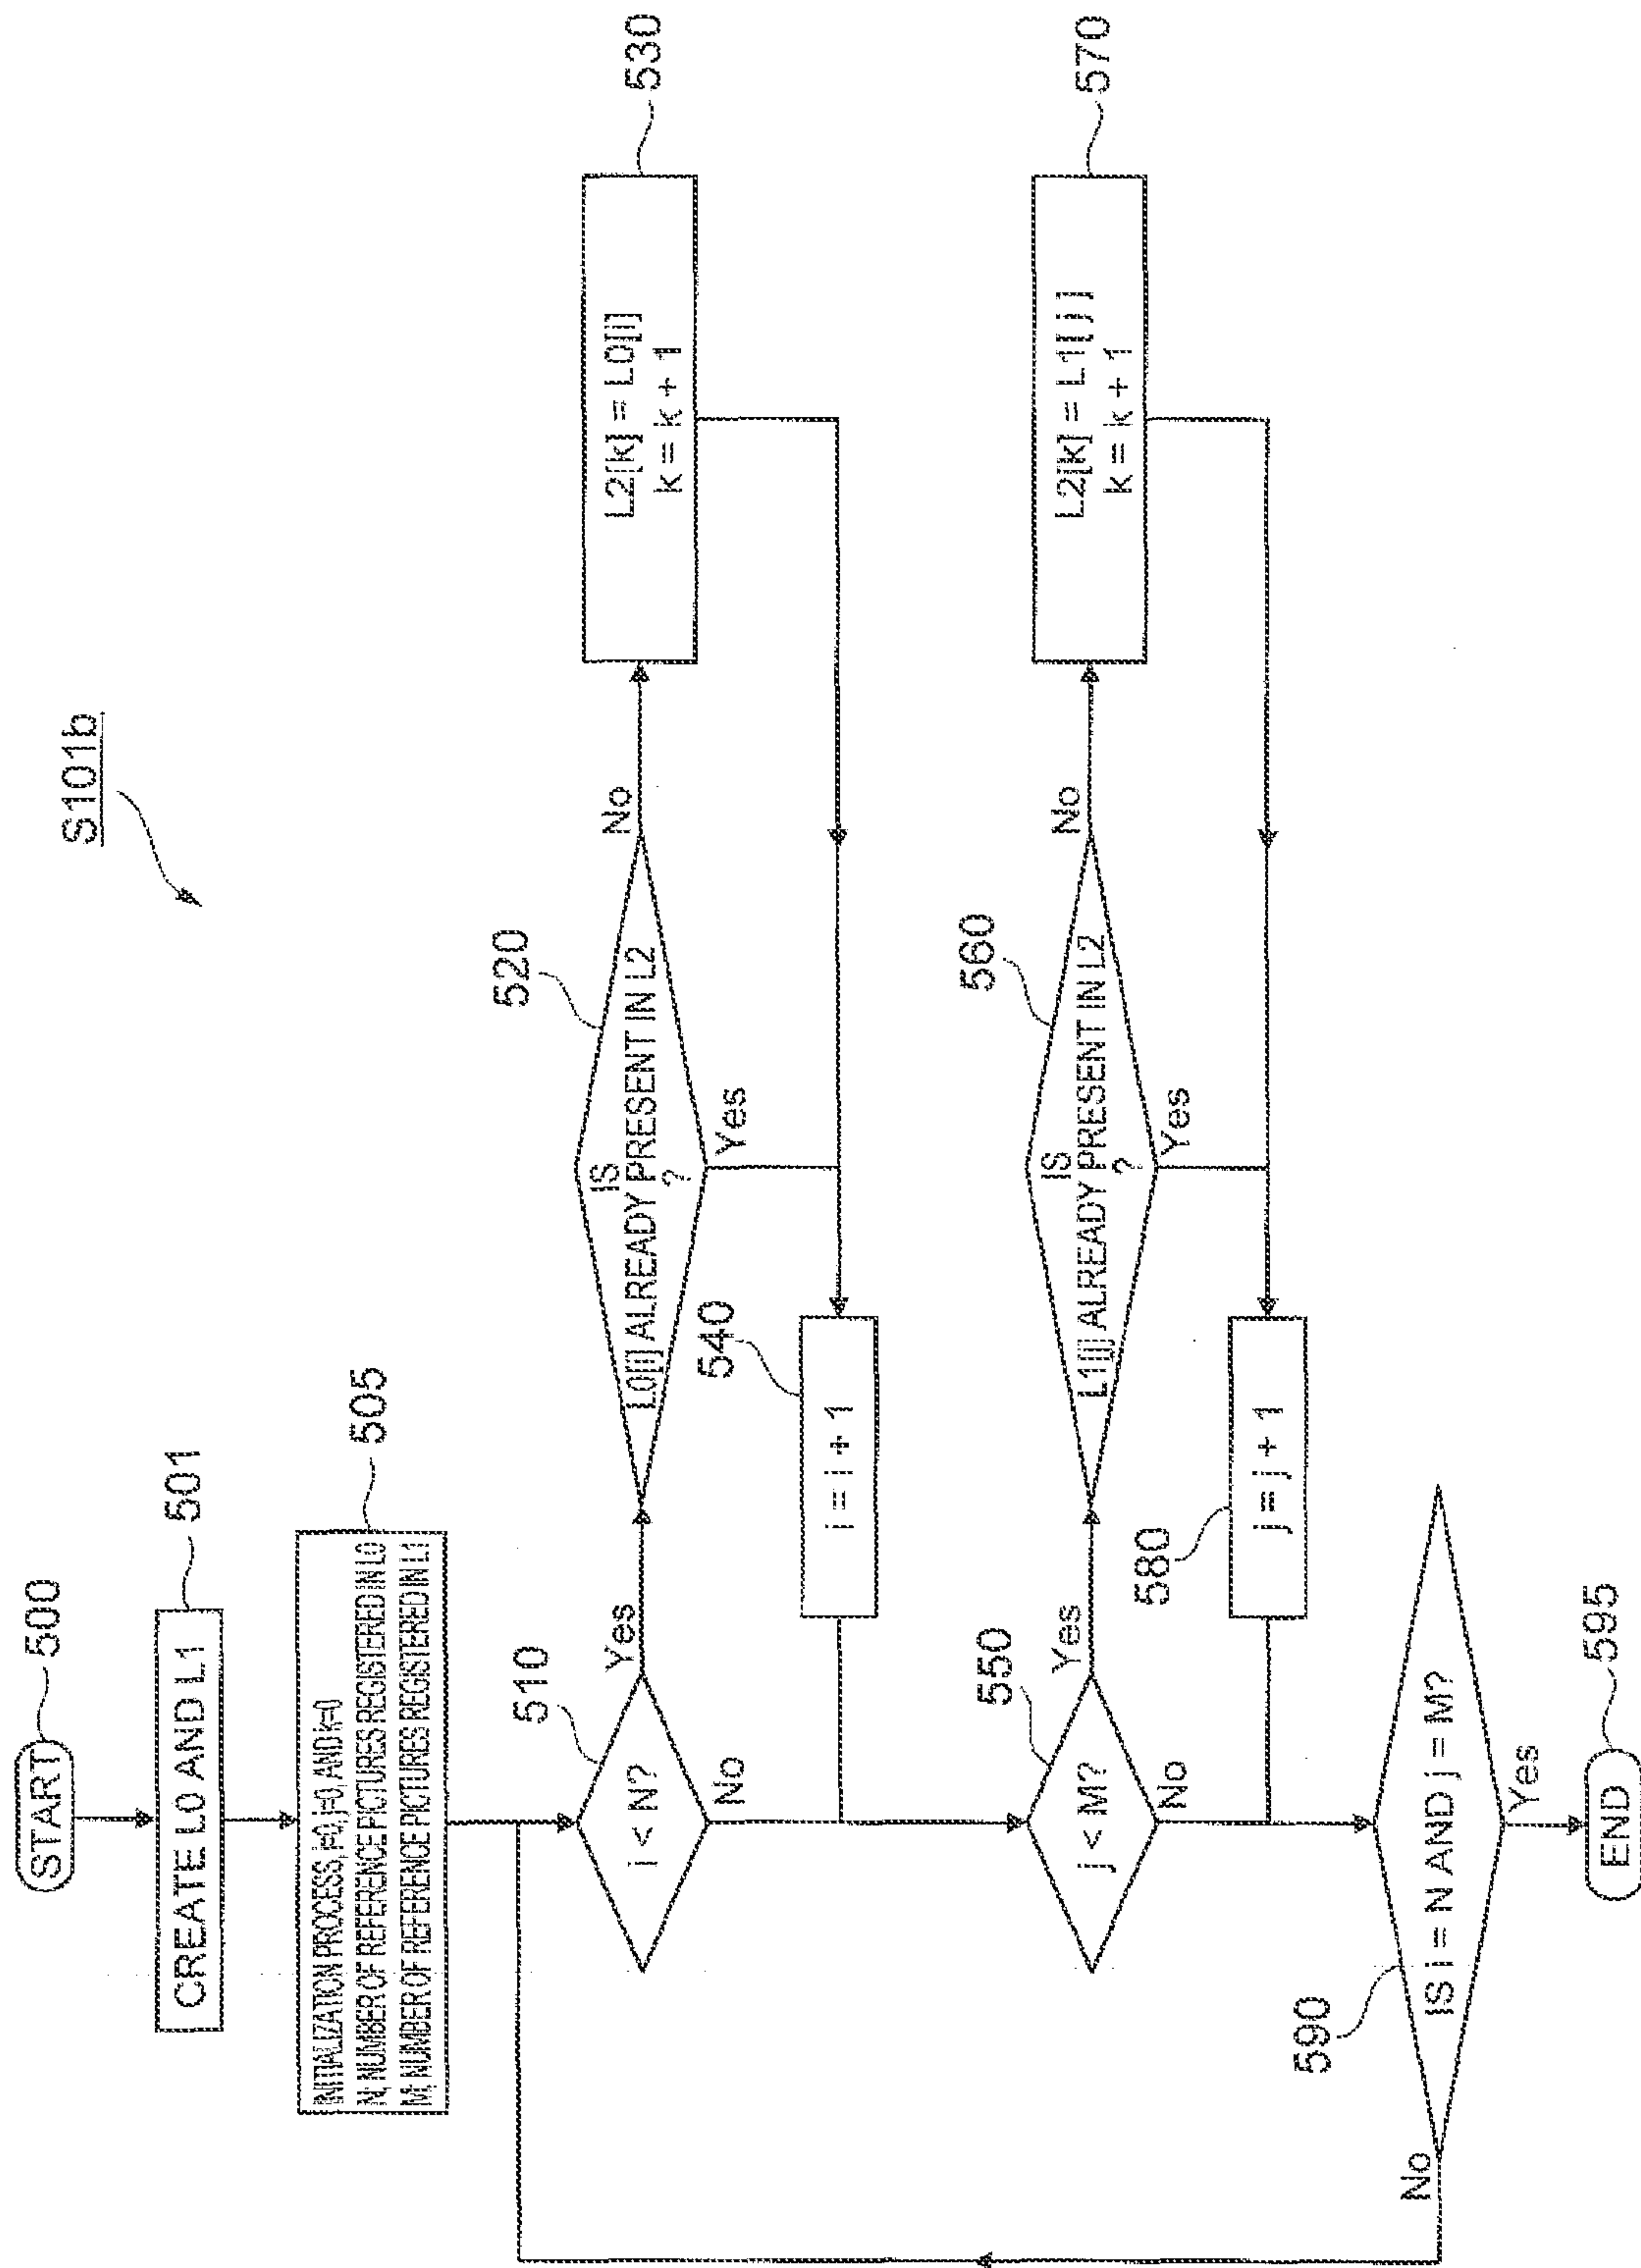 S101b
START
500
CREATE L0 AND L1
501
INITIALIZATION PROCESS, i=0, j=0, AND k=0
N; NUMBER OF REFERENCE PICTURES REGISTERED IN L0
M; NUMBER OF REFERENCE PICTURES REGISTERED IN L1
505
i < N?
510
Yes
No
IS
L0[i] ALREADY PRESENT IN L2
?
520
No
Yes
L2[k] = L0[i]
k = k + 1
530
i = i + 1
540
j < M?
550
Yes
No
IS
L1[j] ALREADY PRESENT IN L2
?
560
No
Yes
L2[k] = L1[j]
k = k + 1
570
j = j + 1
580
IS i = N AND j = M?
590
No
Yes
END
595